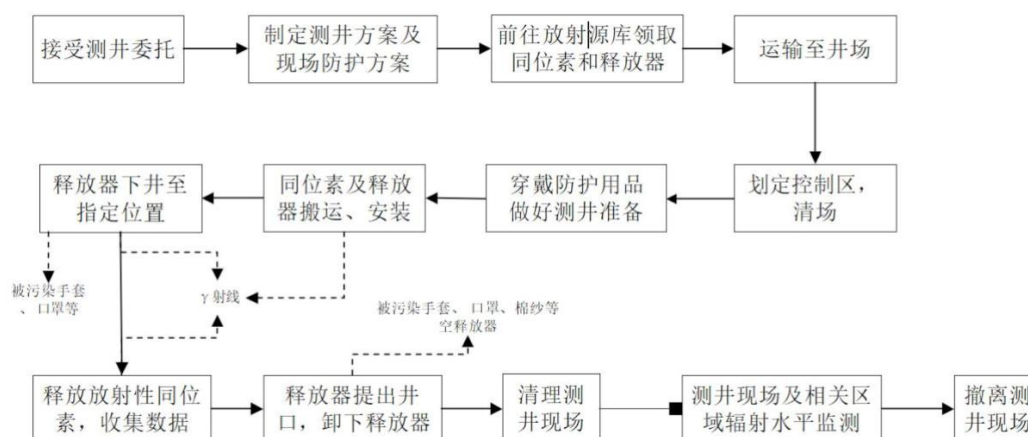 接受测井委托
制定测井方案及
现场防护方案
前往放射源库领取
同位素和释放器
运输至井场
划定控制区，
清场
穿戴防护用品
做好测井准备
同位素及释放
器搬运、安装
释放器下井至
指定位置
被污染手套
、口罩等
γ射线
被污染手套、口罩、棉纱等
空释放器
释放放射性同位
素，收集数据
释放器提出井
口，卸下释放器
清理测
井现场
测井现场及相关区
域辐射水平监测
撤离测
井现场